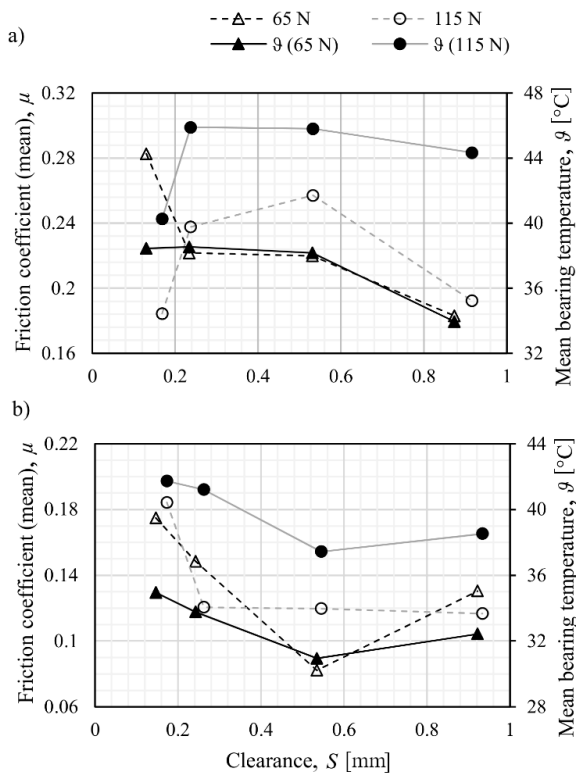 65 N
115 N
ϑ (65 N)
ϑ (115 N)
a)
Friction coefficient (mean), μ
0.32
0.28
0.24
0.2
0.16
Mean bearing temperature, ϑ [°C]
48
44
40
36
32
0 0.2 0.4 0.6 0.8 1
b)
Friction coefficient (mean), μ
0.22
0.18
0.14
0.1
0.06
Mean bearing temperature, ϑ [°C]
44
40
36
32
28
0 0.2 0.4 0.6 0.8 1
Clearance, S [mm]